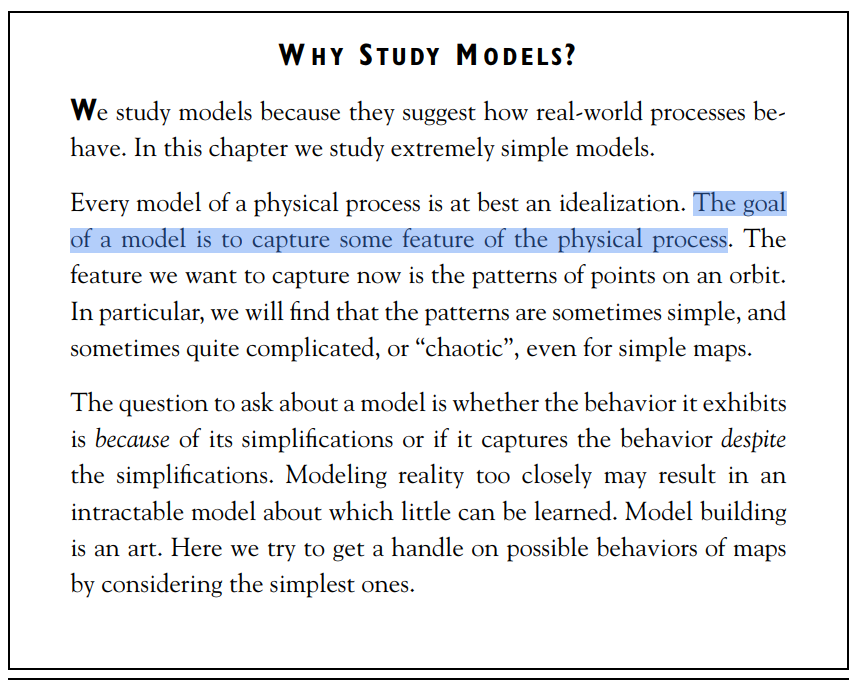 WHY STUDY MODELS?
We study models because they suggest how real-world processes be-
have. In this chapter we study extremely simple models.
Every model of a physical process is at best an idealization. The goal
of a model is to capture some feature of the physical process. The
feature we want to capture now is the patterns of points on an orbit.
In particular, we will find that the patterns are sometimes simple, and
sometimes quite complicated, or “chaotic”, even for simple maps.
The question to ask about a model is whether the behavior it exhibits
is because of its simplifications or if it captures the behavior despite
the simplifications. Modeling reality too closely may result in an
intractable model about which little can be learned. Model building
is an art. Here we try to get a handle on possible behaviors of maps
by considering the simplest ones.